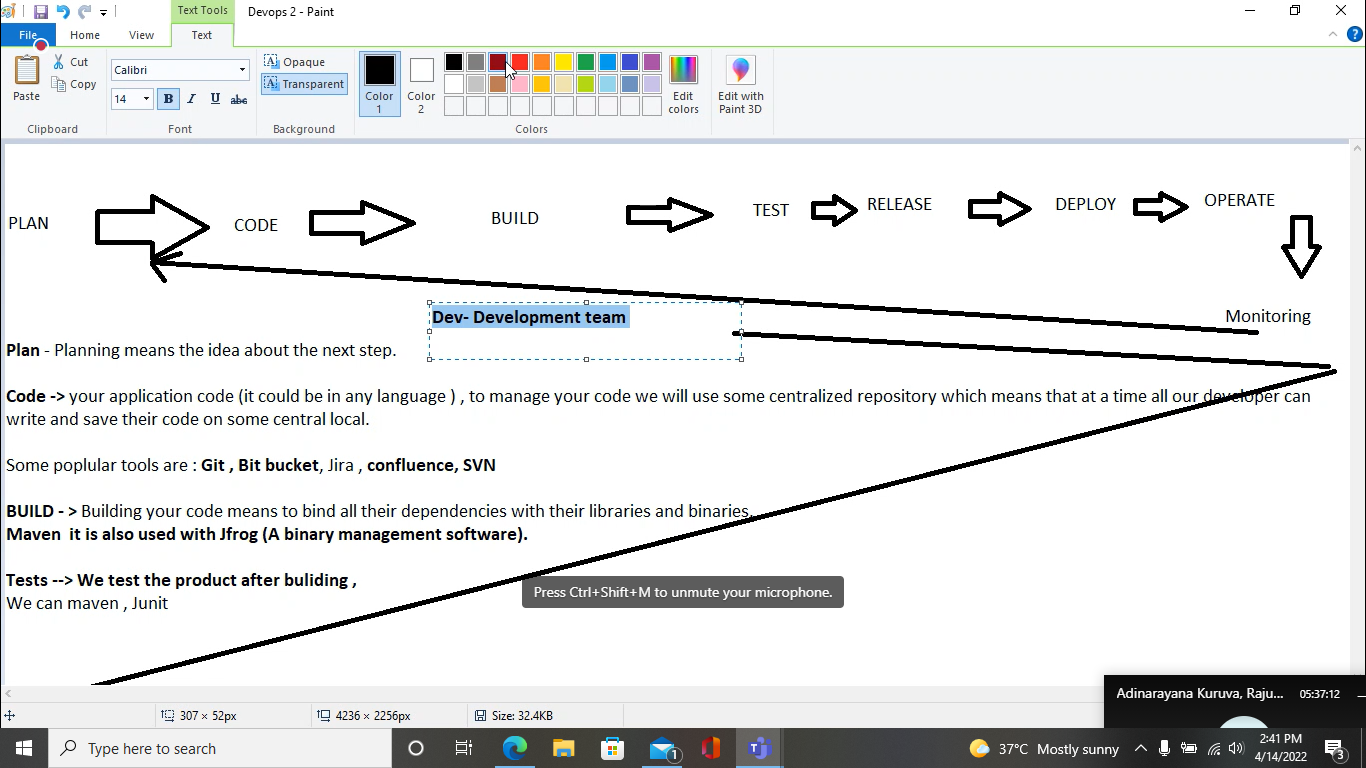 Text Tools
Devops 2 - Paint
File
Home
View
Text
Paste
Cut
Copy
Clipboard
Calibri
14
B I U abc
Font
Opaque
Transparent
Background
Color 1
Color 2
Edit colors
Colors
Edit with Paint 3D
PLAN
CODE
BUILD
TEST
RELEASE
DEPLOY
OPERATE
Monitoring
Dev- Development team
Plan - Planning means the idea about the next step.
Code -> your application code (it could be in any language ) , to manage your code we will use some centralized repository which means that at a time all our developer can
write and save their code on some central local.
Some poplular tools are : Git , Bit bucket, Jira , confluence, SVN
BUILD - > Building your code means to bind all their dependencies with their libraries and binaries.
Maven  it is also used with Jfrog (A binary management software).
Tests --> We test the product after buliding ,
We can maven , Junit
Press Ctrl+Shift+M to unmute your microphone.
Adinarayana Kuruva, Raju... 05:37:12
307 × 52px
4236 × 2256px
Size: 32.4KB
Type here to search
1
37°C Mostly sunny
2:41 PM
4/14/2022
3